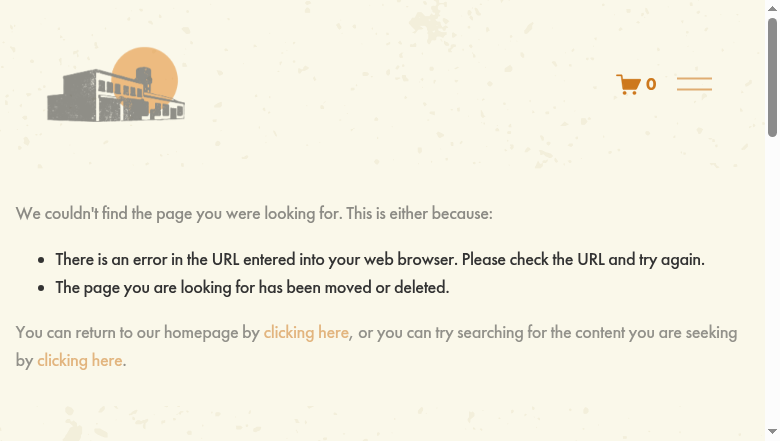 0
We couldn't find the page you were looking for. This is either because:
There is an error in the URL entered into your web browser. Please check the URL and try again.
The page you are looking for has been moved or deleted.
You can return to our homepage by clicking here, or you can try searching for the content you are seeking
by clicking here.